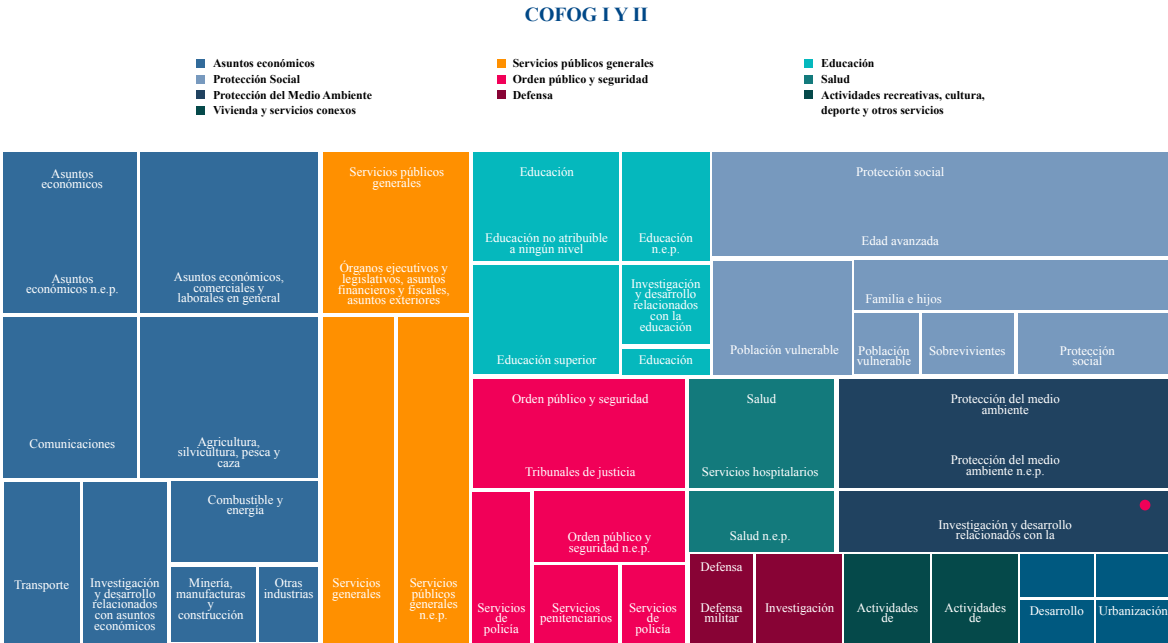 COFOG I Y II
Asuntos económicos
Protección Social
Protección del Medio Ambiente
Vivienda y servicios conexos
Servicios públicos generales
Orden público y seguridad
Defensa
Educación
Salud
Actividades recreativas, cultura,
deporte y otros servicios
Asuntos
económicos
Asuntos
económicos n.e.p.
Asuntos económicos,
comerciales y
laborales en general
Comunicaciones
Agricultura,
silvicultura, pesca y
caza
Transporte
Investigación
y desarrollo
relacionados
con asuntos
económicos
Combustible y
energía
Minería,
manufacturas
y
construcción
Otras
industrias
Servicios públicos
generales
Órganos ejecutivos y
legislativos, asuntos
financieros y fiscales,
asuntos exteriores
Servicios
generales
Servicios
públicos
generales
n.e.p.
Educación
Educación no atribuible
a ningún nivel
Educación
n.e.p.
Educación superior
Investigación
y desarrollo
relacionados
con la
educación
Educación
Protección social
Edad avanzada
Población vulnerable
Familia e hijos
Población
vulnerable
Sobrevivientes
Protección
social
Orden público y seguridad
Tribunales de justicia
Servicios
de
policía
Orden público y
seguridad n.e.p.
Servicios
penitenciarios
Servicios
de
policía
Salud
Servicios hospitalarios
Salud n.e.p.
Protección del medio
ambiente
Protección del medio
ambiente n.e.p.
Investigación y desarrollo
relacionados con la
Defensa
Defensa
militar
Investigación
Actividades
de
Actividades
de
Desarrollo
Urbanización